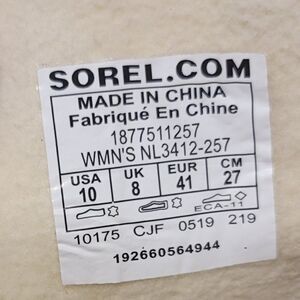 SOREL.COM
MADE IN CHINA
Fabriqué En Chine
1877511257
WMN'S NL3412-257
USA UK EUR CM
10 8 41 27
ECA-11
10175 CJF 0519 219
192660564944